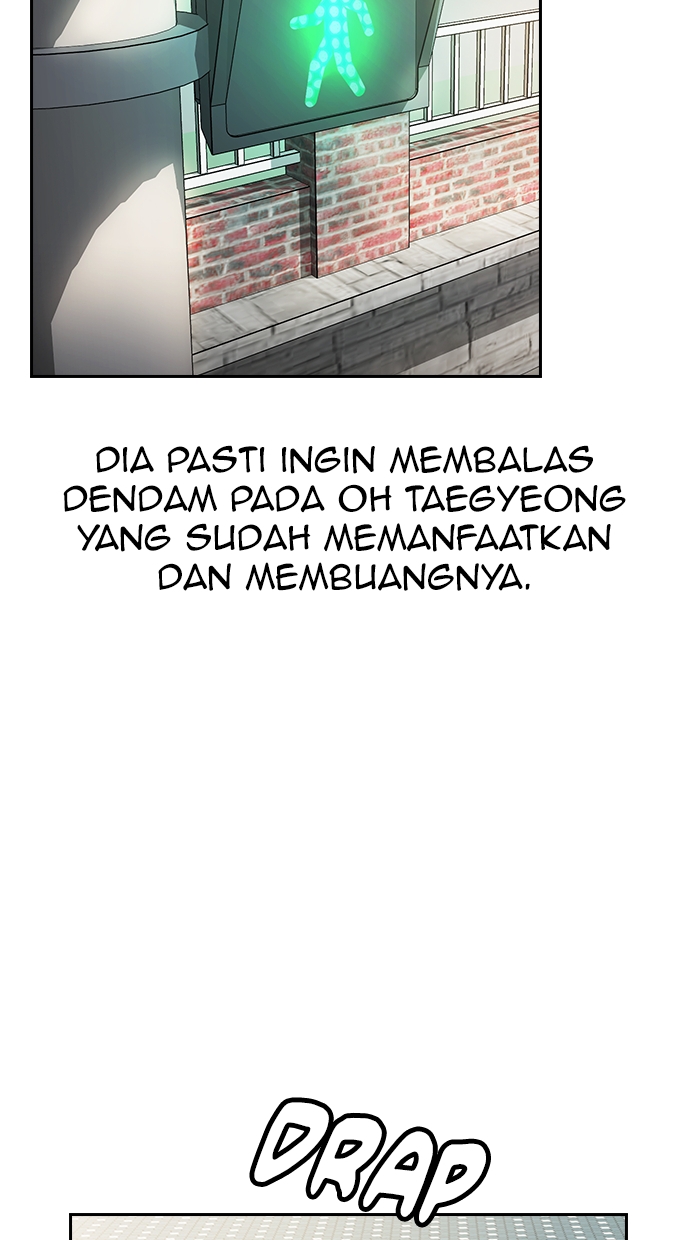 DIA PASTI INGIN MEMBALAS
DENDAM PADA OH TAEGYEONG
YANG SUDAH MEMANFAATKAN
DAN MEMBUANGNYA.
DRAP